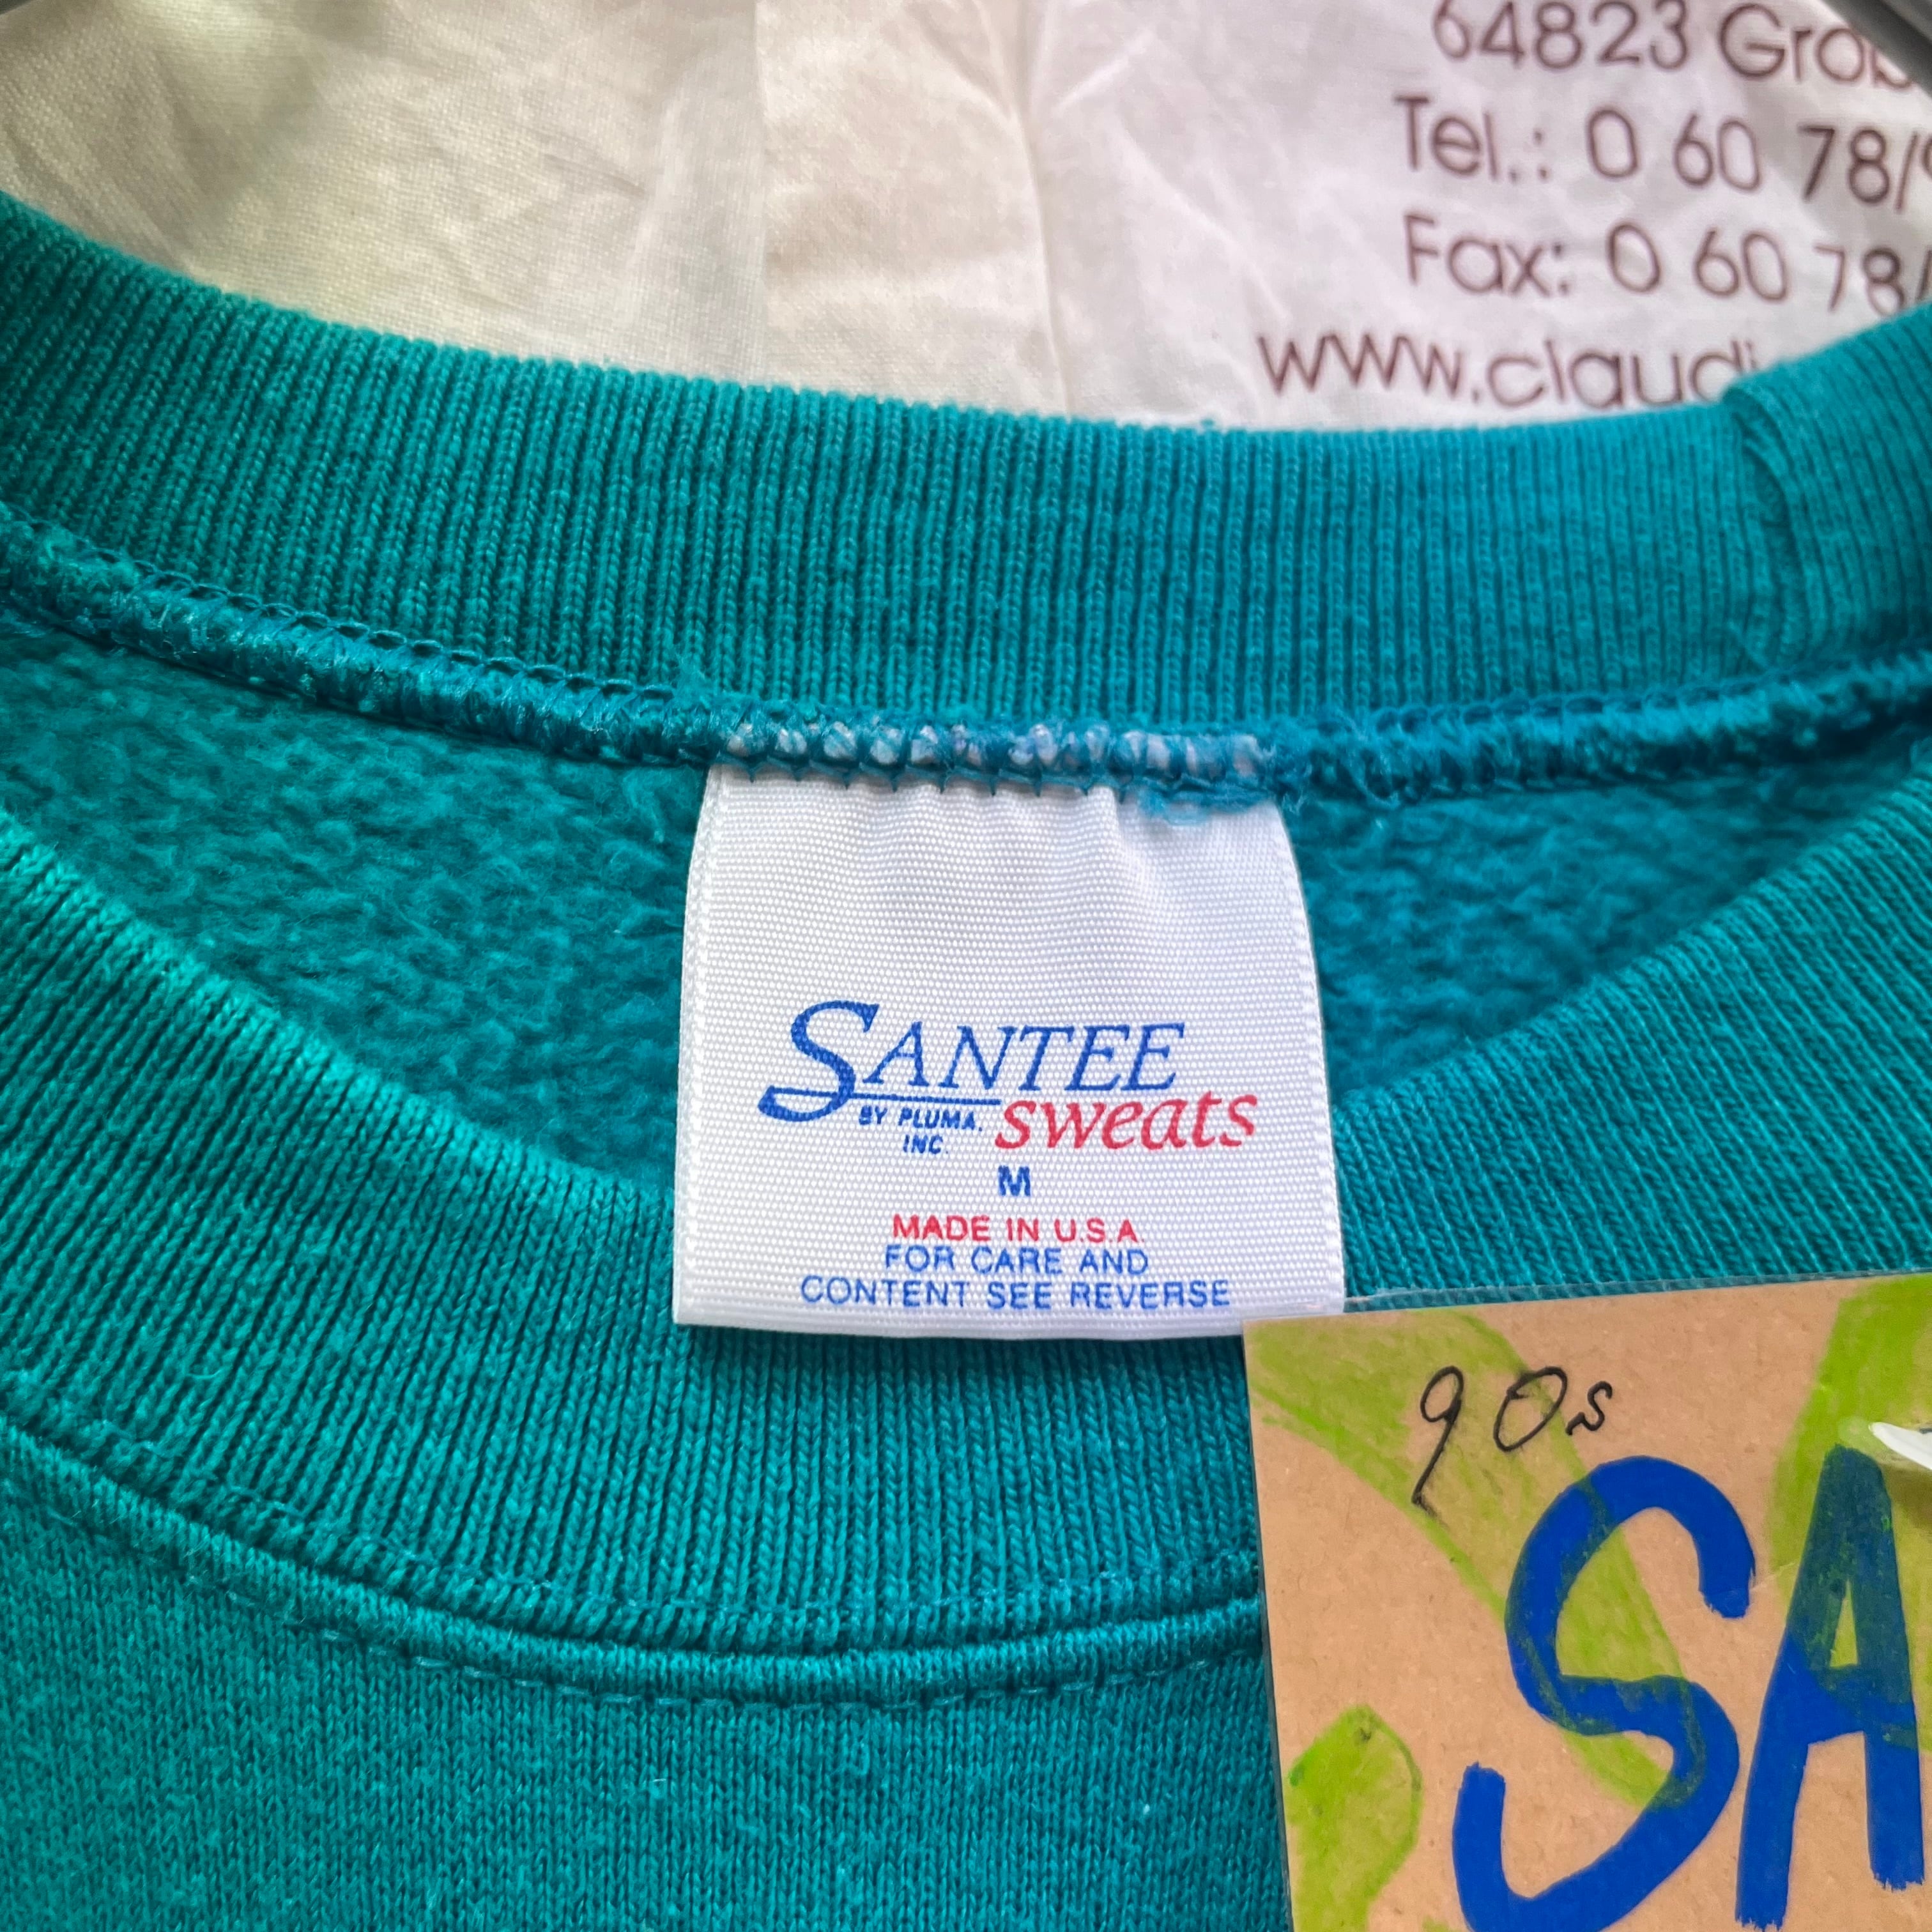 64823 Groß
Tel.: 0 60 78/9
Fax: 0 60 78/
www.claudi
SANTEE
BY PLUMA. sweats
INC
M
MADE IN U.S.A
FOR CARE AND
CONTENT SEE REVERSE
90s
SA